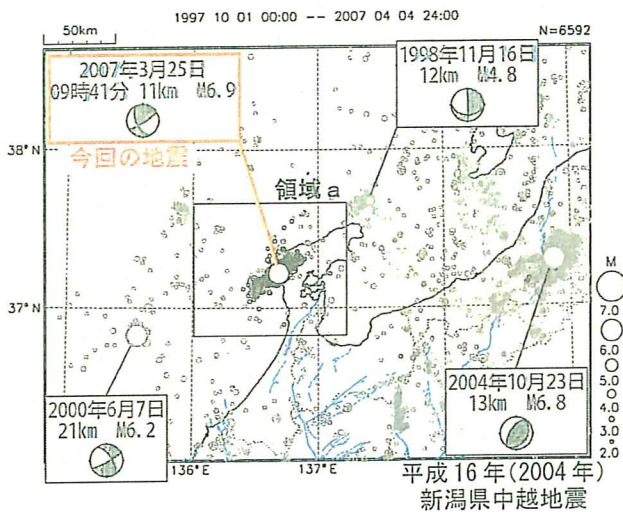 1997 10 01 00:00 -- 2007 04 04 24:00
50km
N=6592
2007年3月25日
09時41分 11km M6.9
今回の地震
1998年11月16日
12km M4.8
38°N
領域a
37°N
M
7.0
6.0
5.0
4.0
3.0
2.0
2000年6月7日
21km M6.2
2004年10月23日
13km M6.8
136°E
137°E
平成16年(2004年)
新潟県中越地震